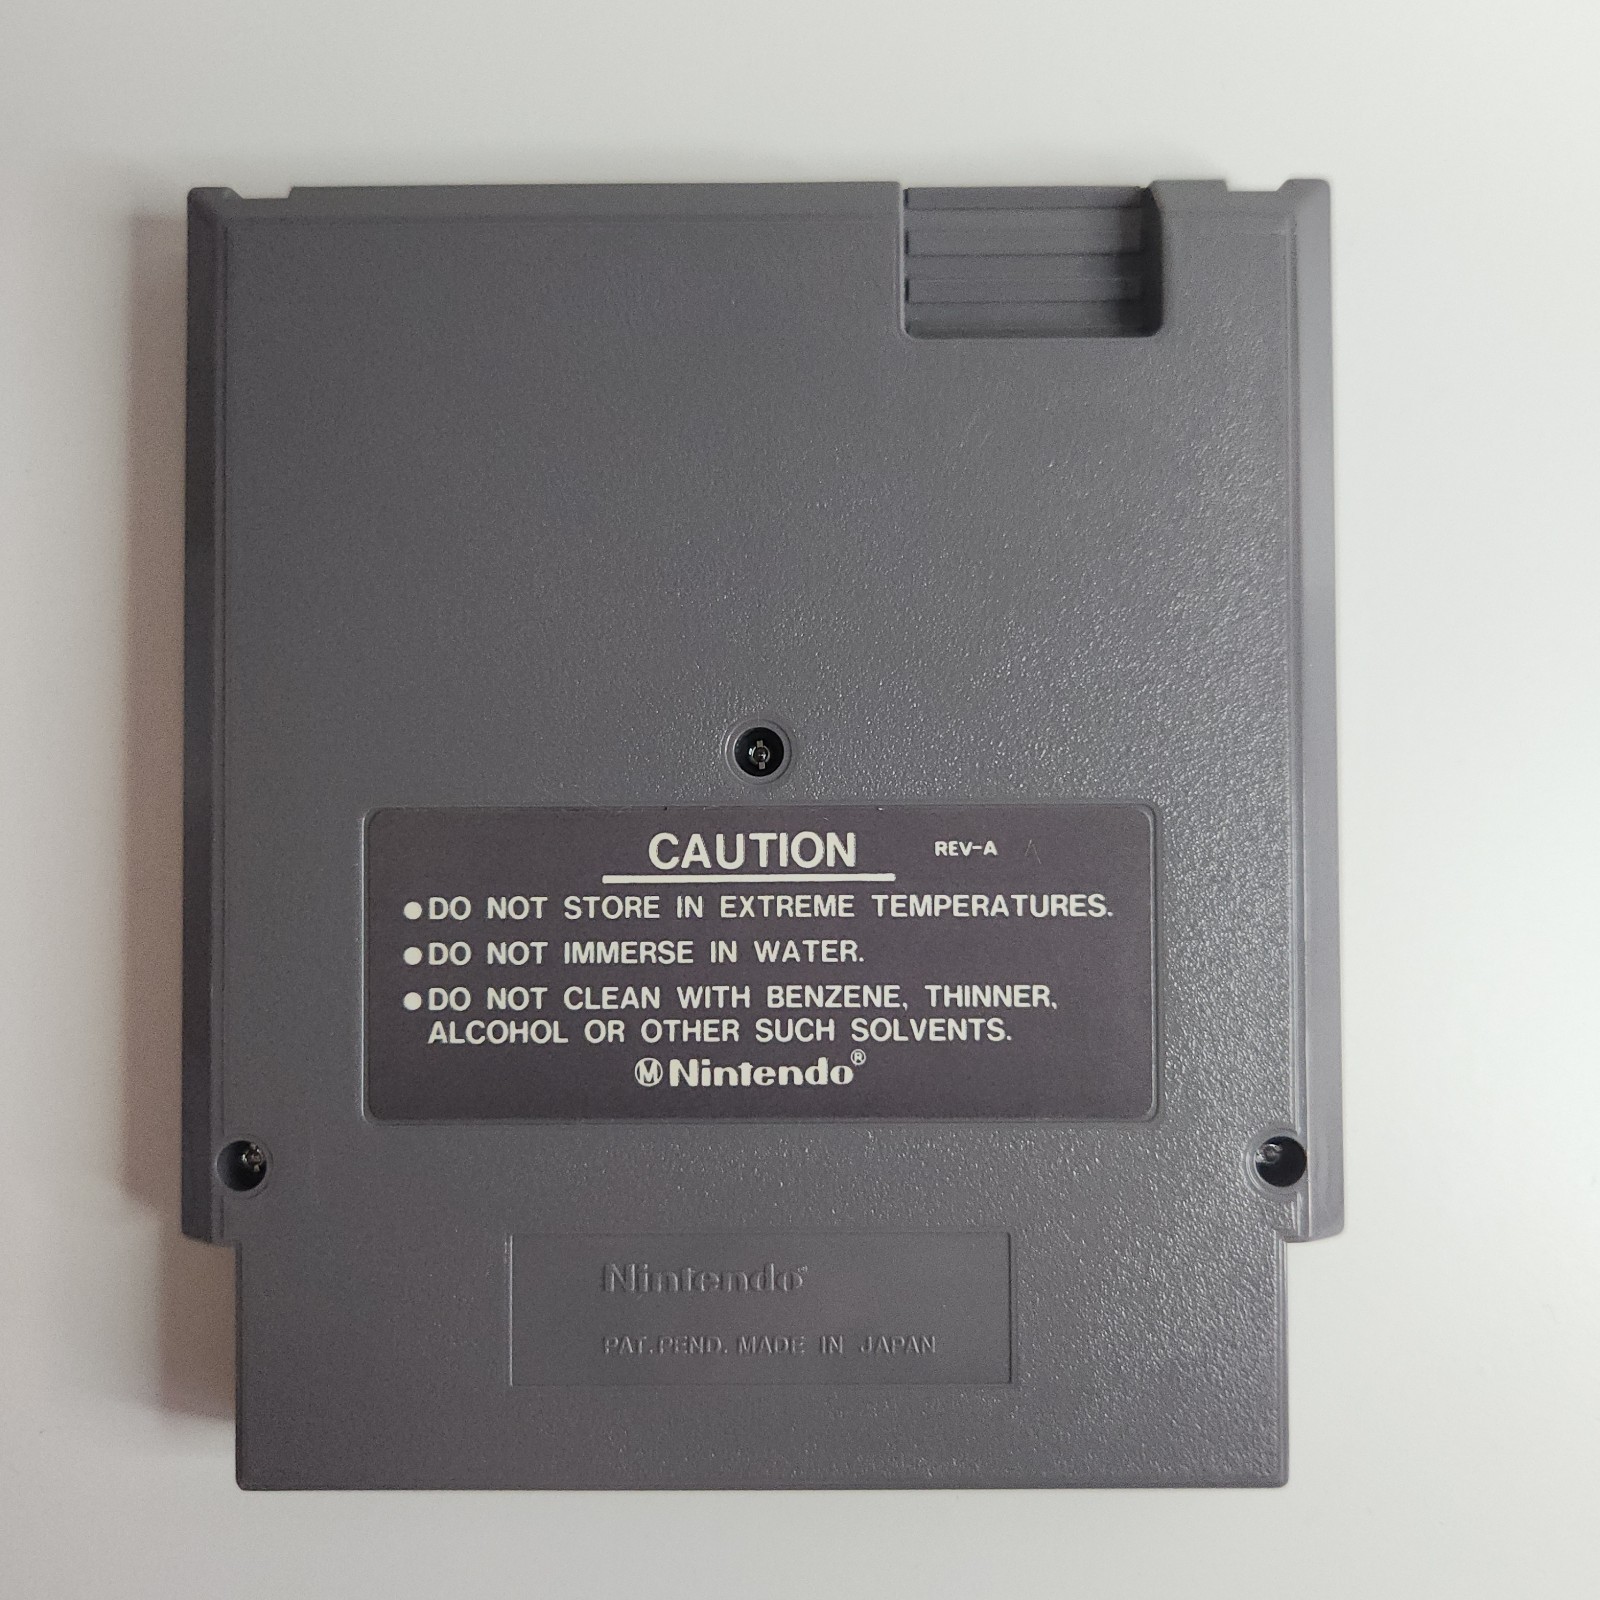 CAUTION REV-A A
●DO NOT STORE IN EXTREME TEMPERATURES.
●DO NOT IMMERSE IN WATER.
●DO NOT CLEAN WITH BENZENE, THINNER,
ALCOHOL OR OTHER SUCH SOLVENTS.
Ⓜ Nintendo®
Nintendo®
PAT. PEND. MADE IN JAPAN